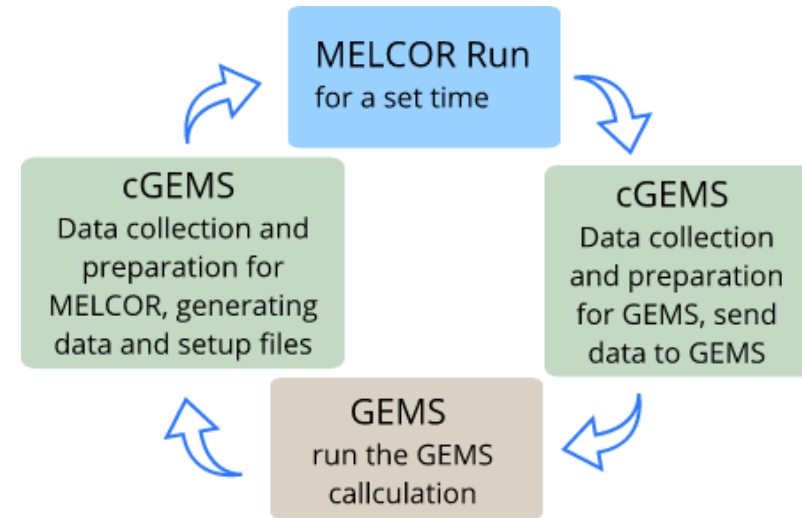 MELCOR Run
for a set time
cGEMS
Data collection and
preparation for
MELCOR, generating
data and setup files
cGEMS
Data collection
and preparation
for GEMS, send
data to GEMS
GEMS
run the GEMS
callculation